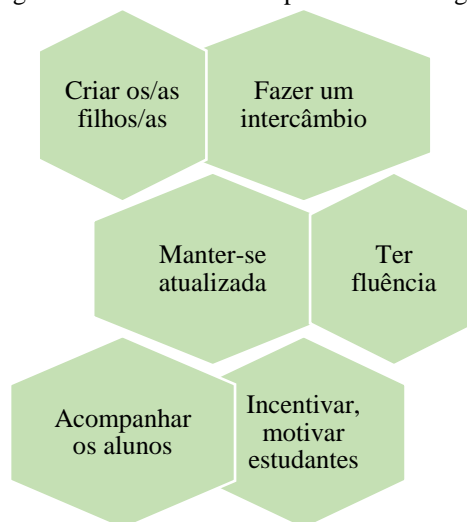 Criar os/as
filhos/as
Fazer um
intercâmbio
Manter-se
atualizada
Ter
fluência
Acompanhar
os alunos
Incentivar,
motivar
estudantes